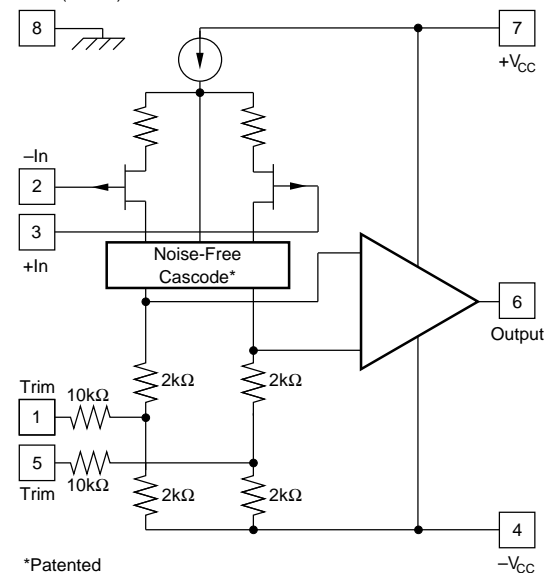 8
7
+VCC
–In
2
3
+In
Noise-Free
Cascode*
6
Output
2kΩ
2kΩ
Trim
10kΩ
1
5
10kΩ
Trim
2kΩ
2kΩ
4
–VCC
*Patented